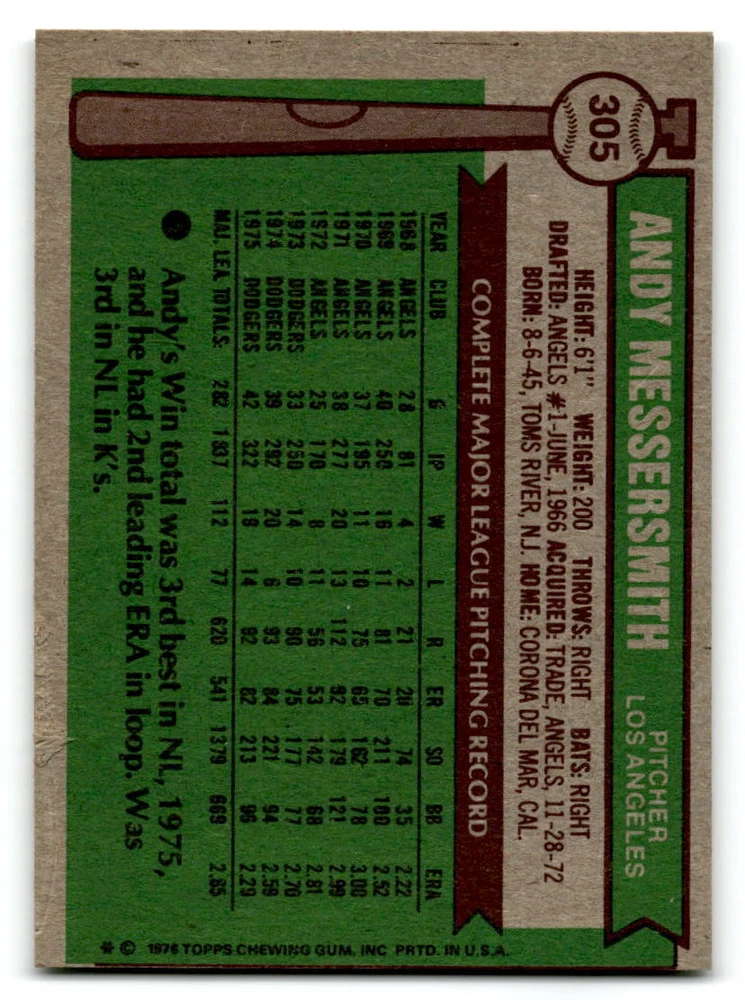 305
ANDY MESSERSMITH
PITCHER
LOS ANGELES
HEIGHT: 6'1" WEIGHT: 200 THROWS: RIGHT BATS: RIGHT
DRAFTED: ANGELS #1-JUNE, 1966 ACQUIRED: TRADE, ANGELS, 11-28-72
BORN: 8-6-45, TOMS RIVER, N.J. HOME: CORONA DEL MAR, CAL.
COMPLETE MAJOR LEAGUE PITCHING RECORD
YEAR CLUB G IP W L R ER SO BB ERA
1968 ANGELS 28 81 4 2 21 20 74 35 2.22
1969 ANGELS 40 250 16 11 81 70 211 100 2.52
1970 ANGELS 37 195 11 10 75 65 162 78 3.00
1971 ANGELS 38 277 20 13 112 92 179 121 2.99
1972 ANGELS 25 170 8 11 56 53 142 68 2.81
1973 DODGERS 33 250 14 10 90 75 177 77 2.70
1974 DODGERS 39 292 20 6 93 84 221 94 2.59
1975 DODGERS 42 322 19 14 92 82 213 96 2.29
MAJ. LEA. TOTALS: 282 1837 112 77 620 541 1379 669 2.65
Andy's Win total was 3rd best in NL, 1975,
and he had 2nd leading ERA in loop. Was
3rd in NL in K's.
* © 1976 TOPPS CHEWING GUM, INC PRTD. IN U.S.A.